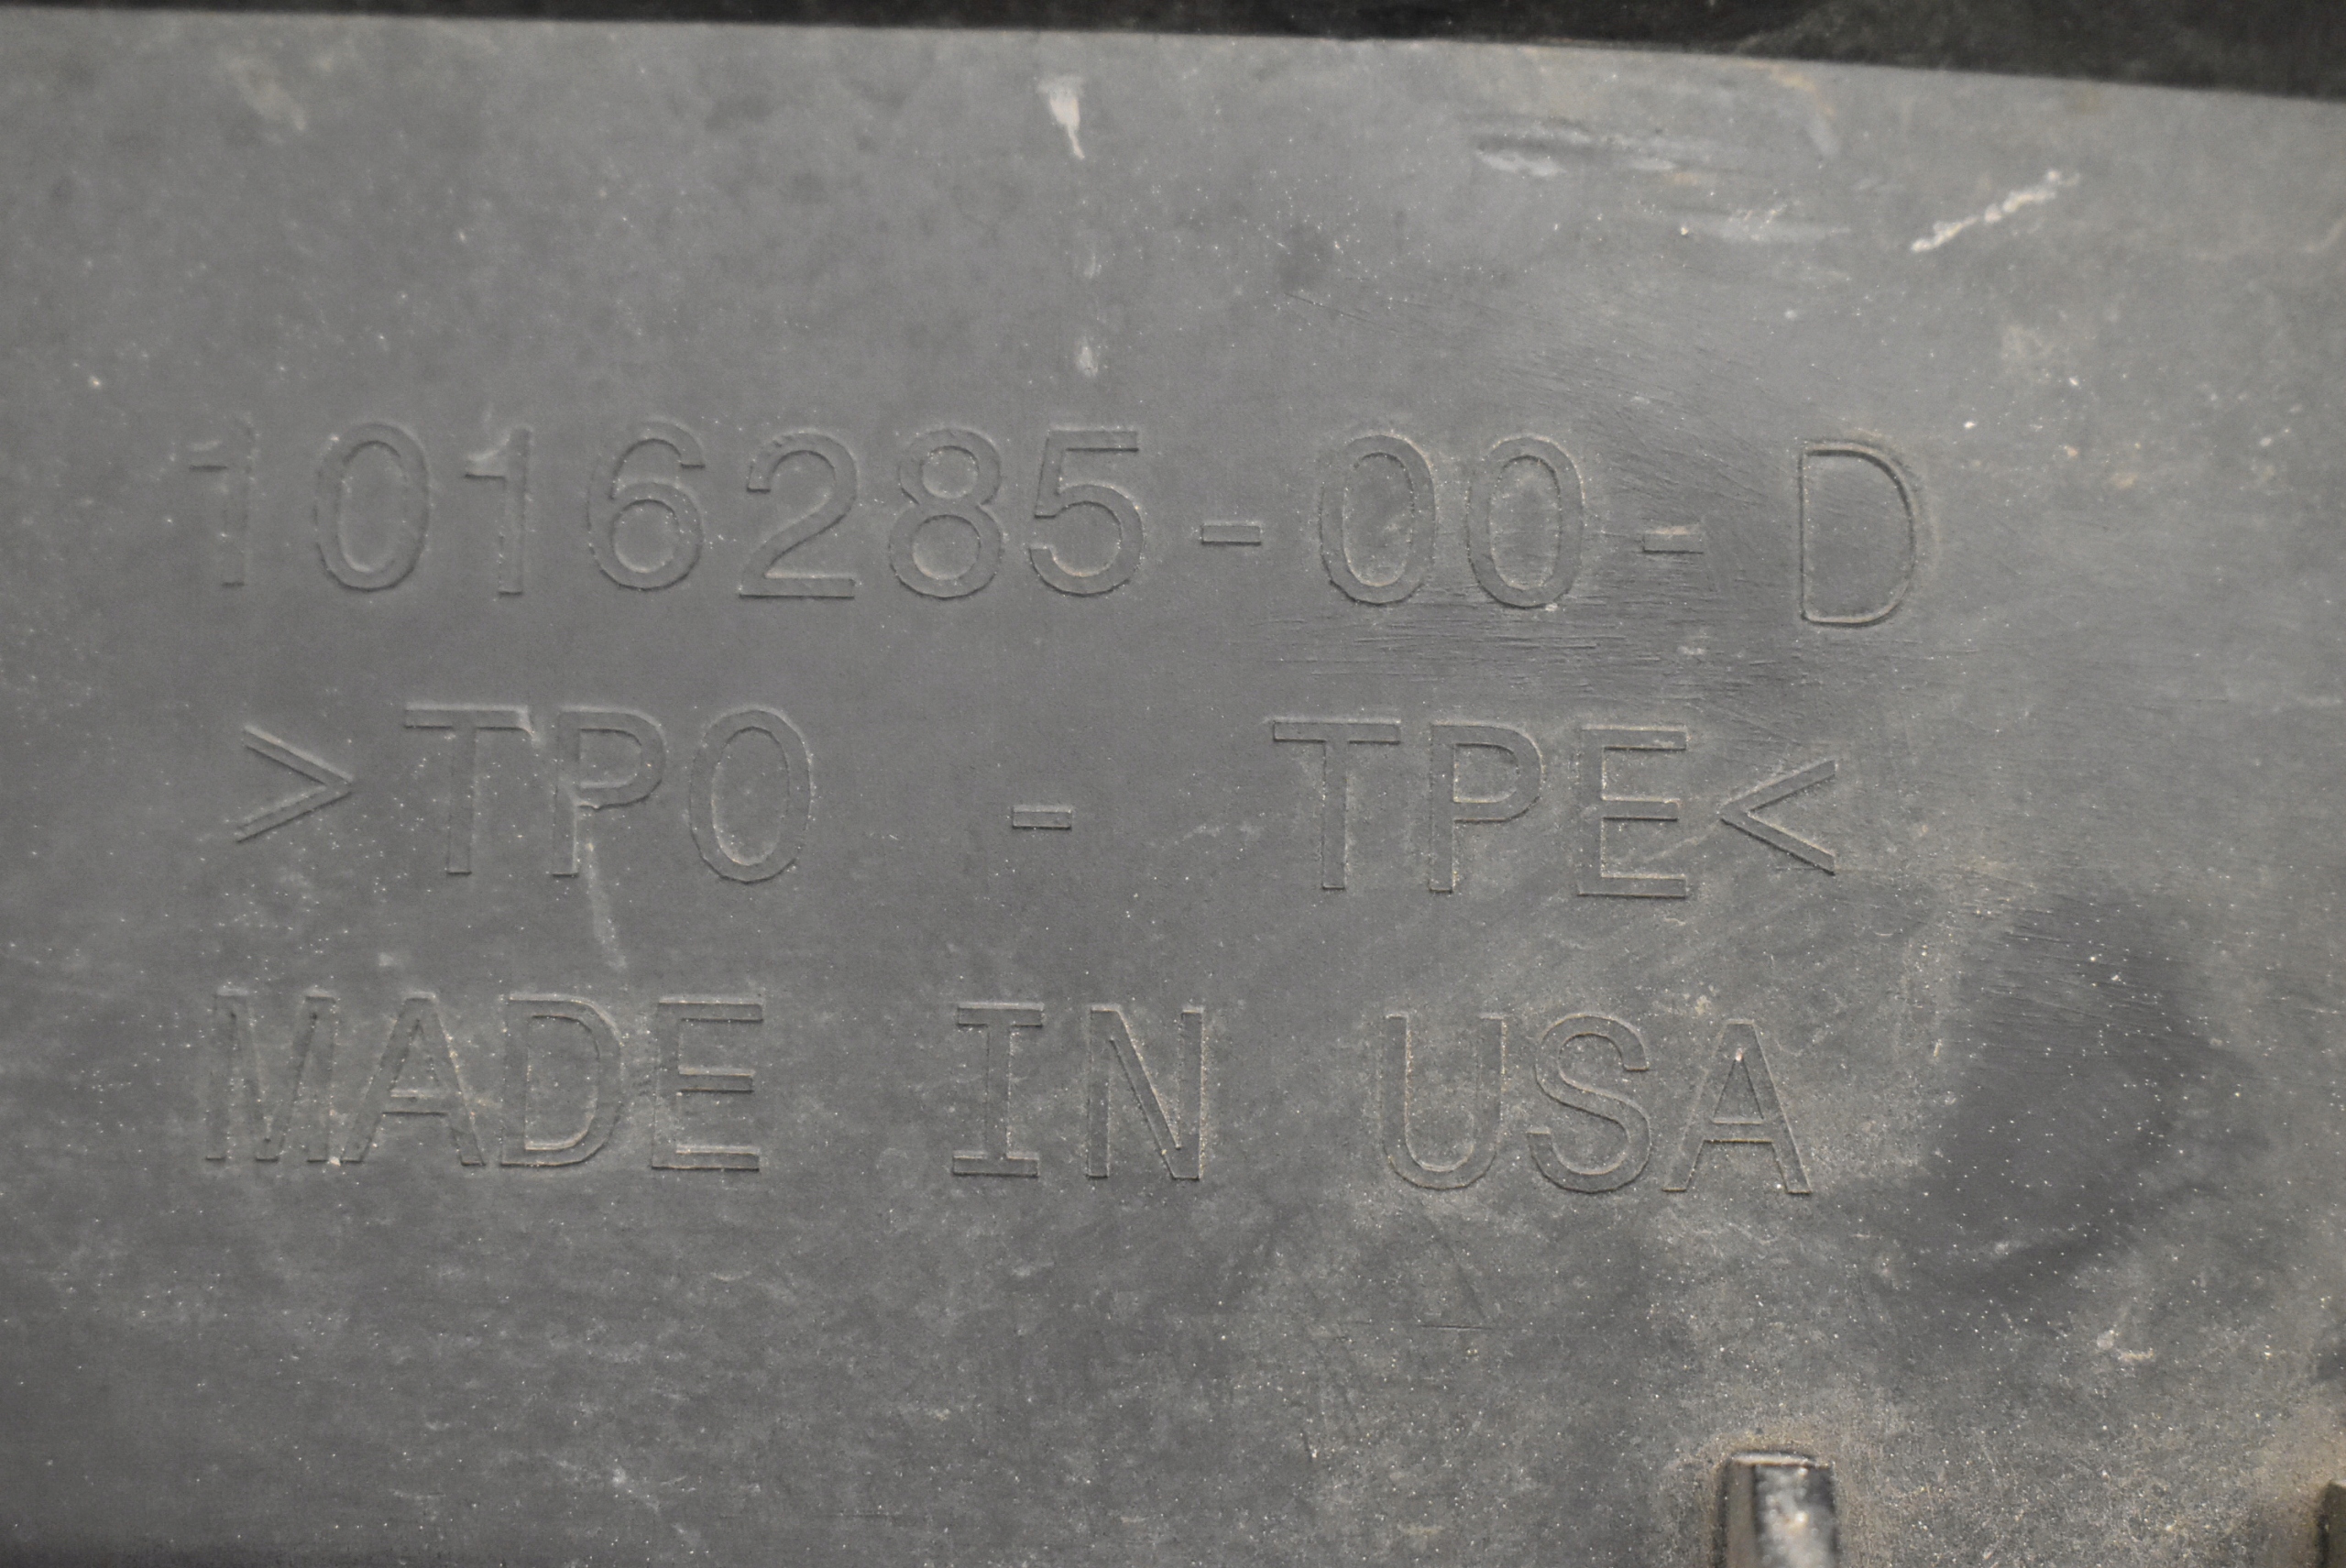 1016285-00-D
>TPO - TPE<
MADE IN USA